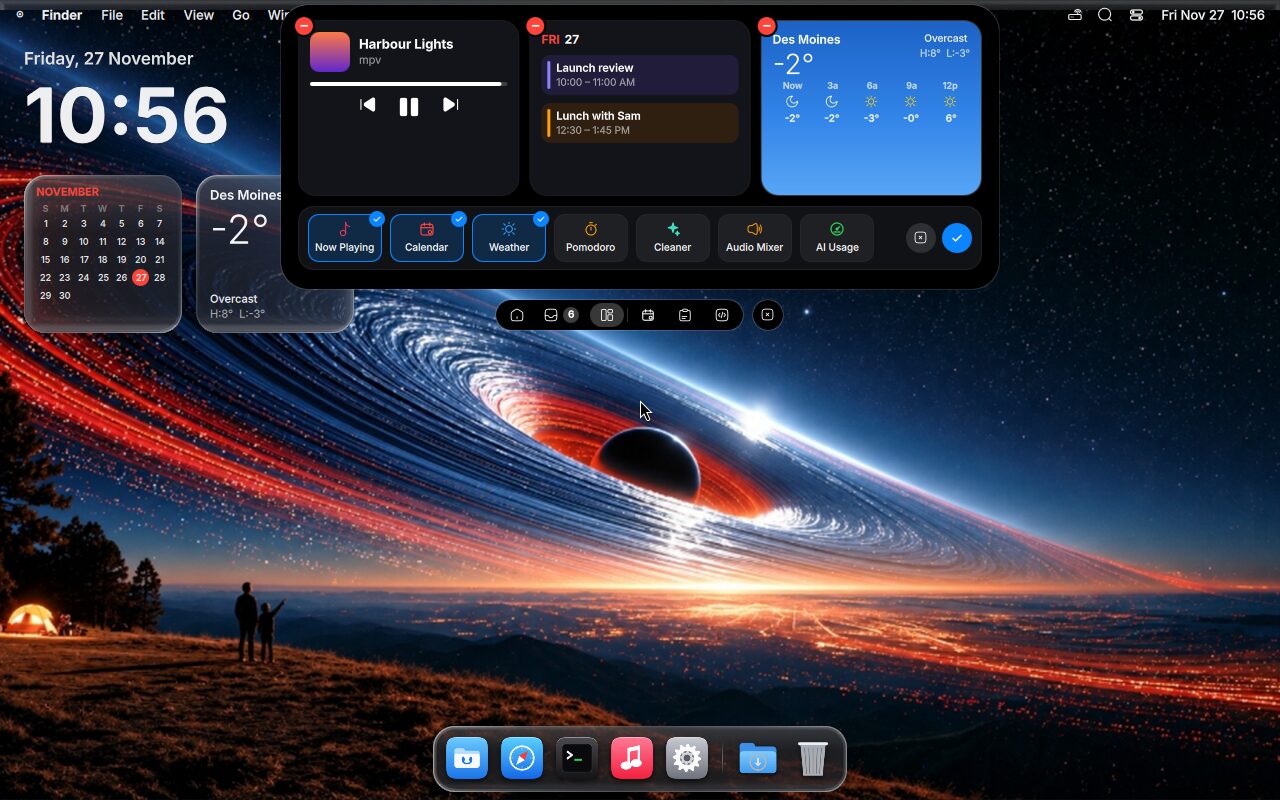 Finder File Edit View Go Win
Fri Nov 27 10:56
Friday, 27 November
10:56
NOVEMBER
S M T W T F S
1 2 3 4 5 6 7
8 9 10 11 12 13 14
15 16 17 18 19 20 21
22 23 24 25 26 27 28
29 30
Des Moines
-2°
Overcast
H:8° L:-3°
Harbour Lights
mpv
FRI 27
Launch review
10:00 – 11:00 AM
Lunch with Sam
12:30 – 1:45 PM
Des Moines
-2°
Overcast
H:8° L:-3°
Now 3a 6a 9a 12p
-2° -2° -3° -0° 6°
Now Playing
Calendar
Weather
Pomodoro
Cleaner
Audio Mixer
AI Usage
6